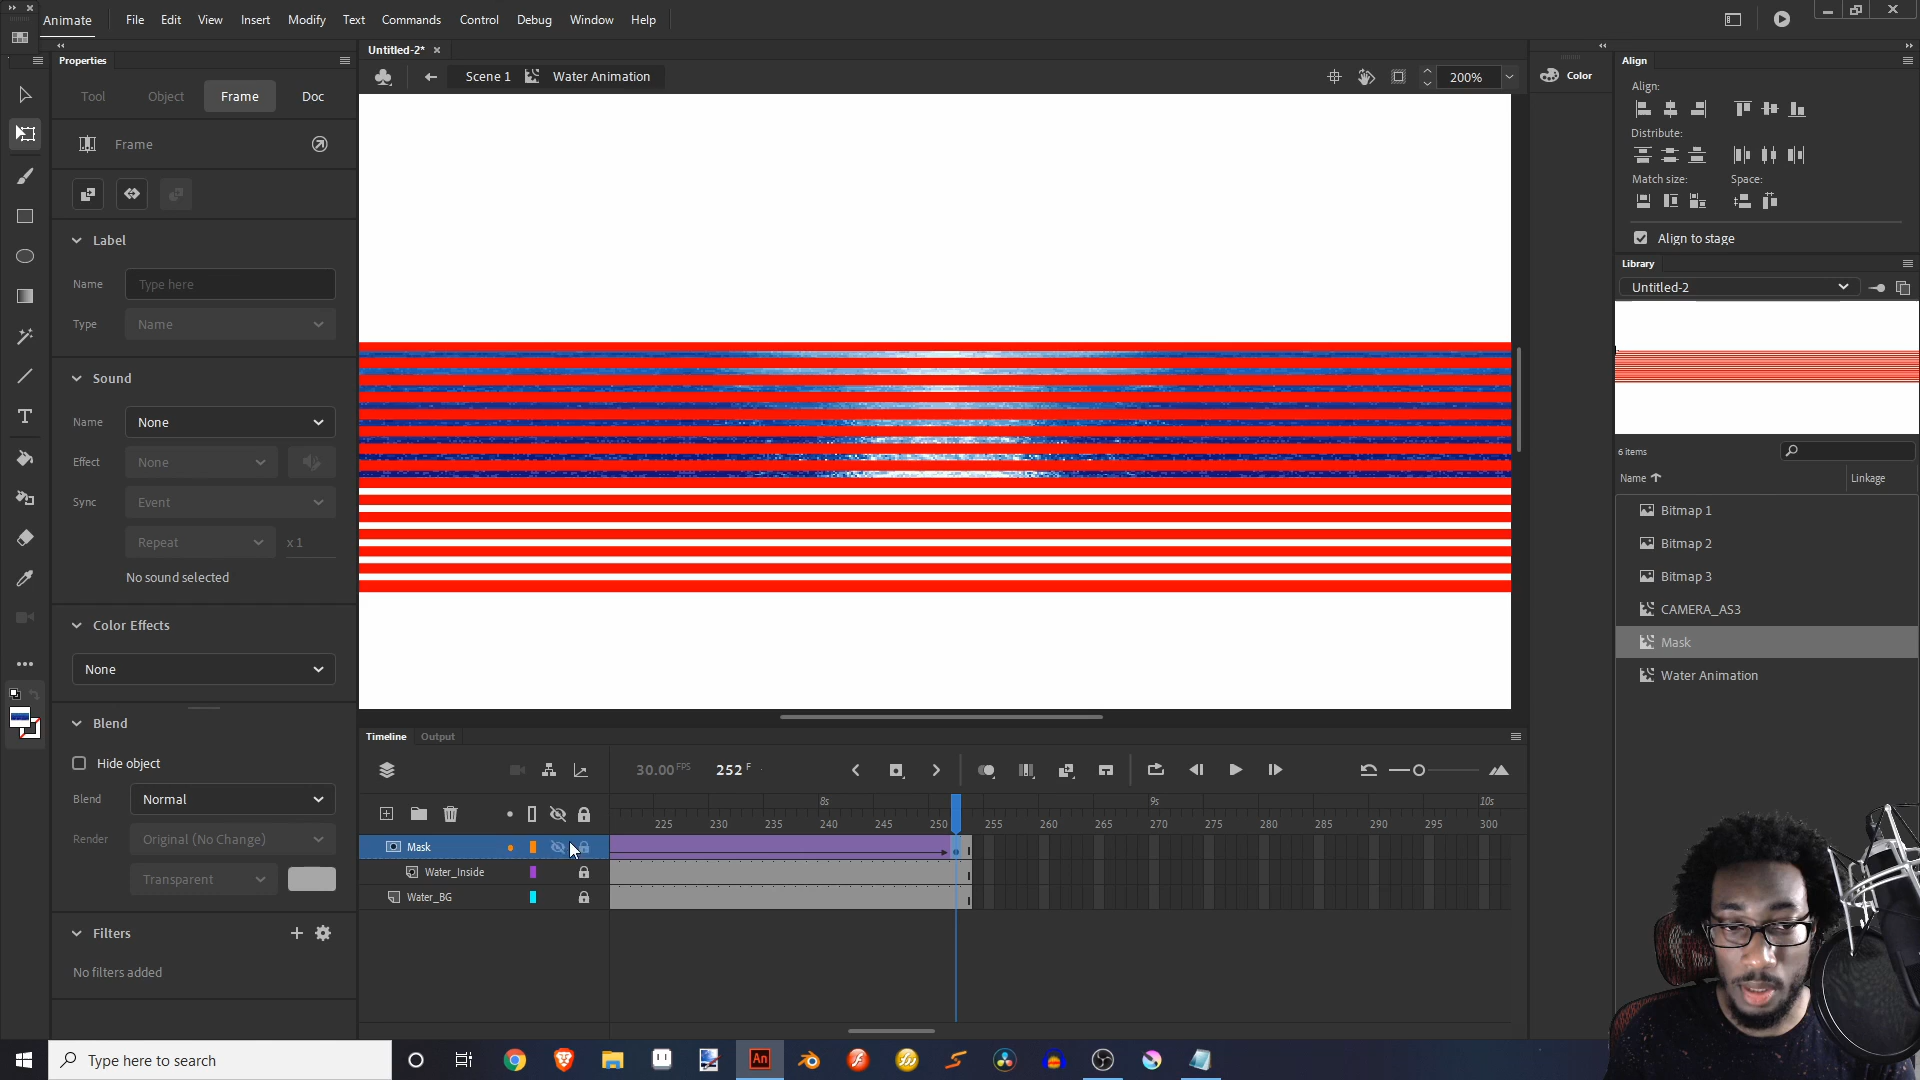 Animate File Edit View Insert Modify Text Commands Control Debug Window Help
Properties
Untitled-2*
Tool Object Frame Doc
Scene 1 Water Animation
200%
Color
Align
Align:
Distribute:
Match size: Space:
Align to stage
Frame
Label
Name Type here
Type Name
Sound
Name None
Effect None
Sync Event
Repeat x 1
No sound selected
Color Effects
None
Blend
Hide object
Blend Normal
Render Original (No Change)
Transparent
Filters
No filters added
Library
Untitled-2
6 items
Name Linkage
Bitmap 1
Bitmap 2
Bitmap 3
CAMERA_AS3
Mask
Water Animation
Timeline Output
30.00 FPS 252 F
8s 9s 10s
225 230 235 240 245 250 255 260 265 270 275 280 285 290 295 300
Mask
Water_Inside
Water_BG
Type here to search
An